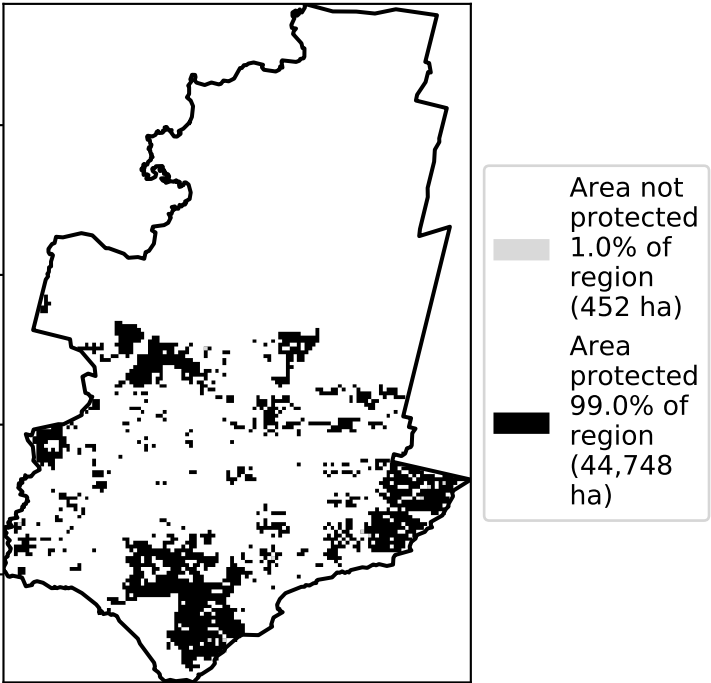 Area not
protected
1.0% of
region
(452 ha)
Area
protected
99.0% of
region
(44,748
ha)